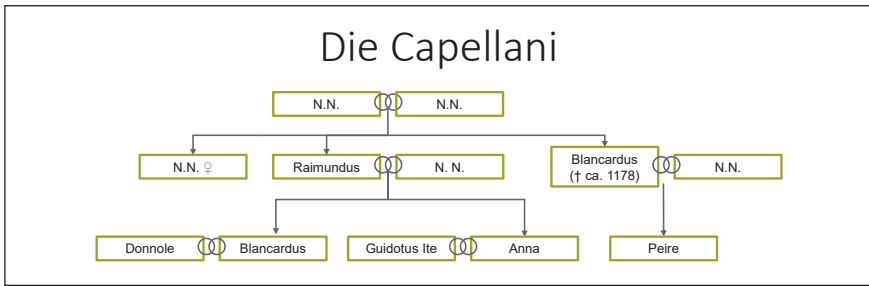 Die Capellani
N.N.
N.N.
N.N. ♀
Raimundus
N. N.
Blancardus
(† ca. 1178)
N.N.
Donnole
Blancardus
Guidotus Ite
Anna
Peire